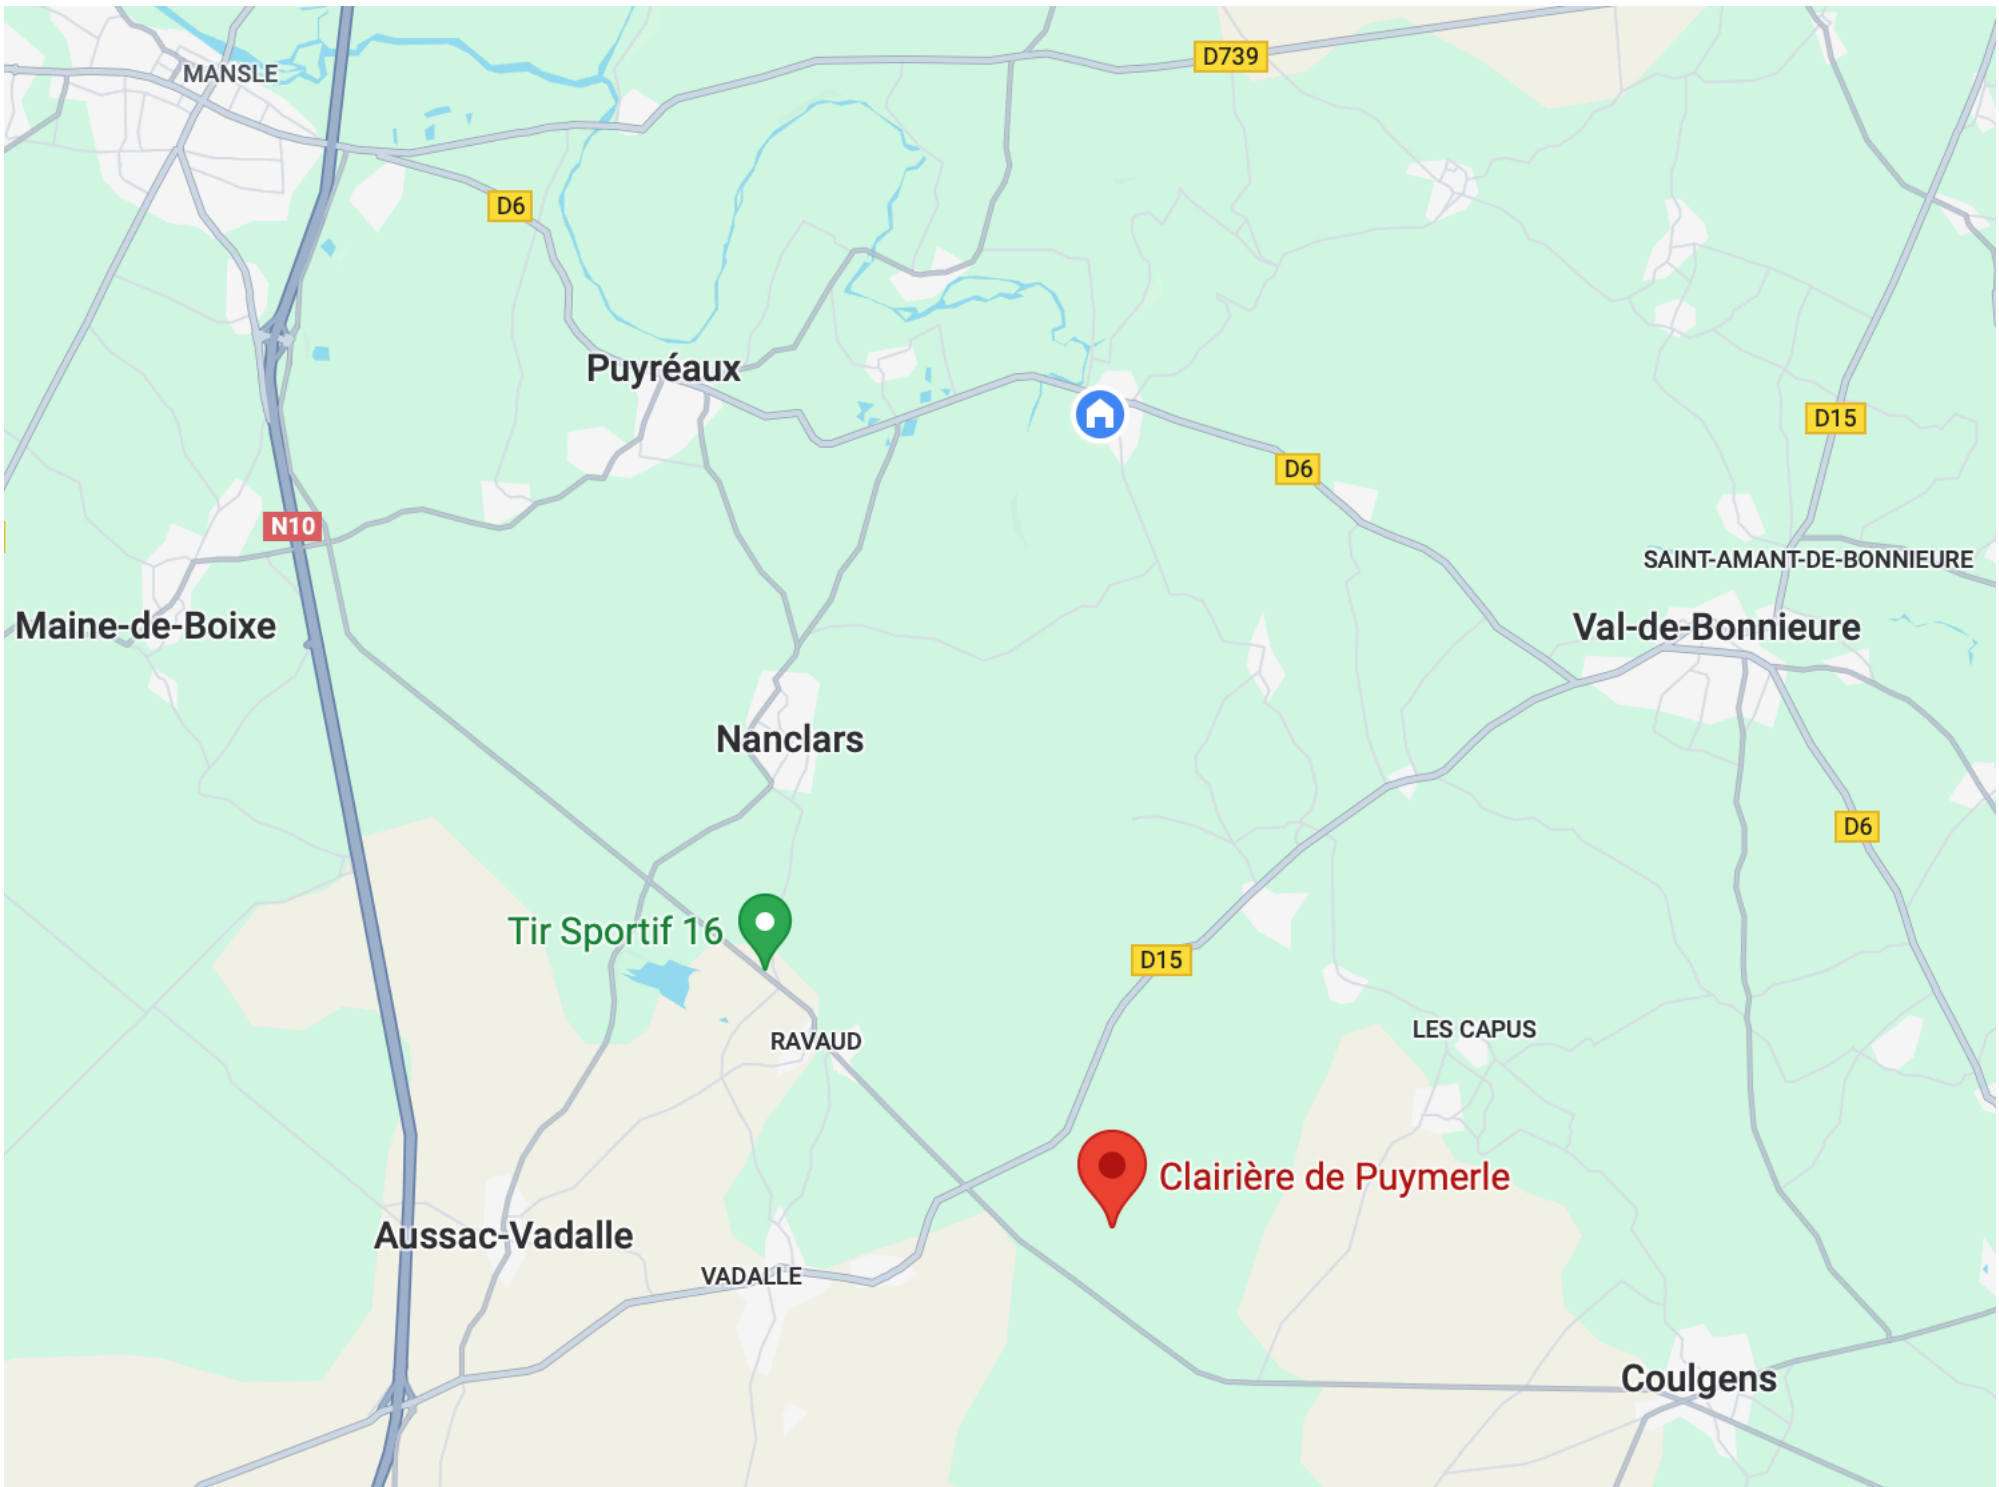 D739
MANSLE
D6
Puyréaux
D15
D6
N10
SAINT-AMANT-DE-BONNIEURE
Maine-de-Boixe
Val-de-Bonnieure
Nanclars
D6
Tir Sportif 16
D15
LES CAPUS
RAVAUD
Clairière de Puymerle
Aussac-Vadalle
VADALLE
Coulgens